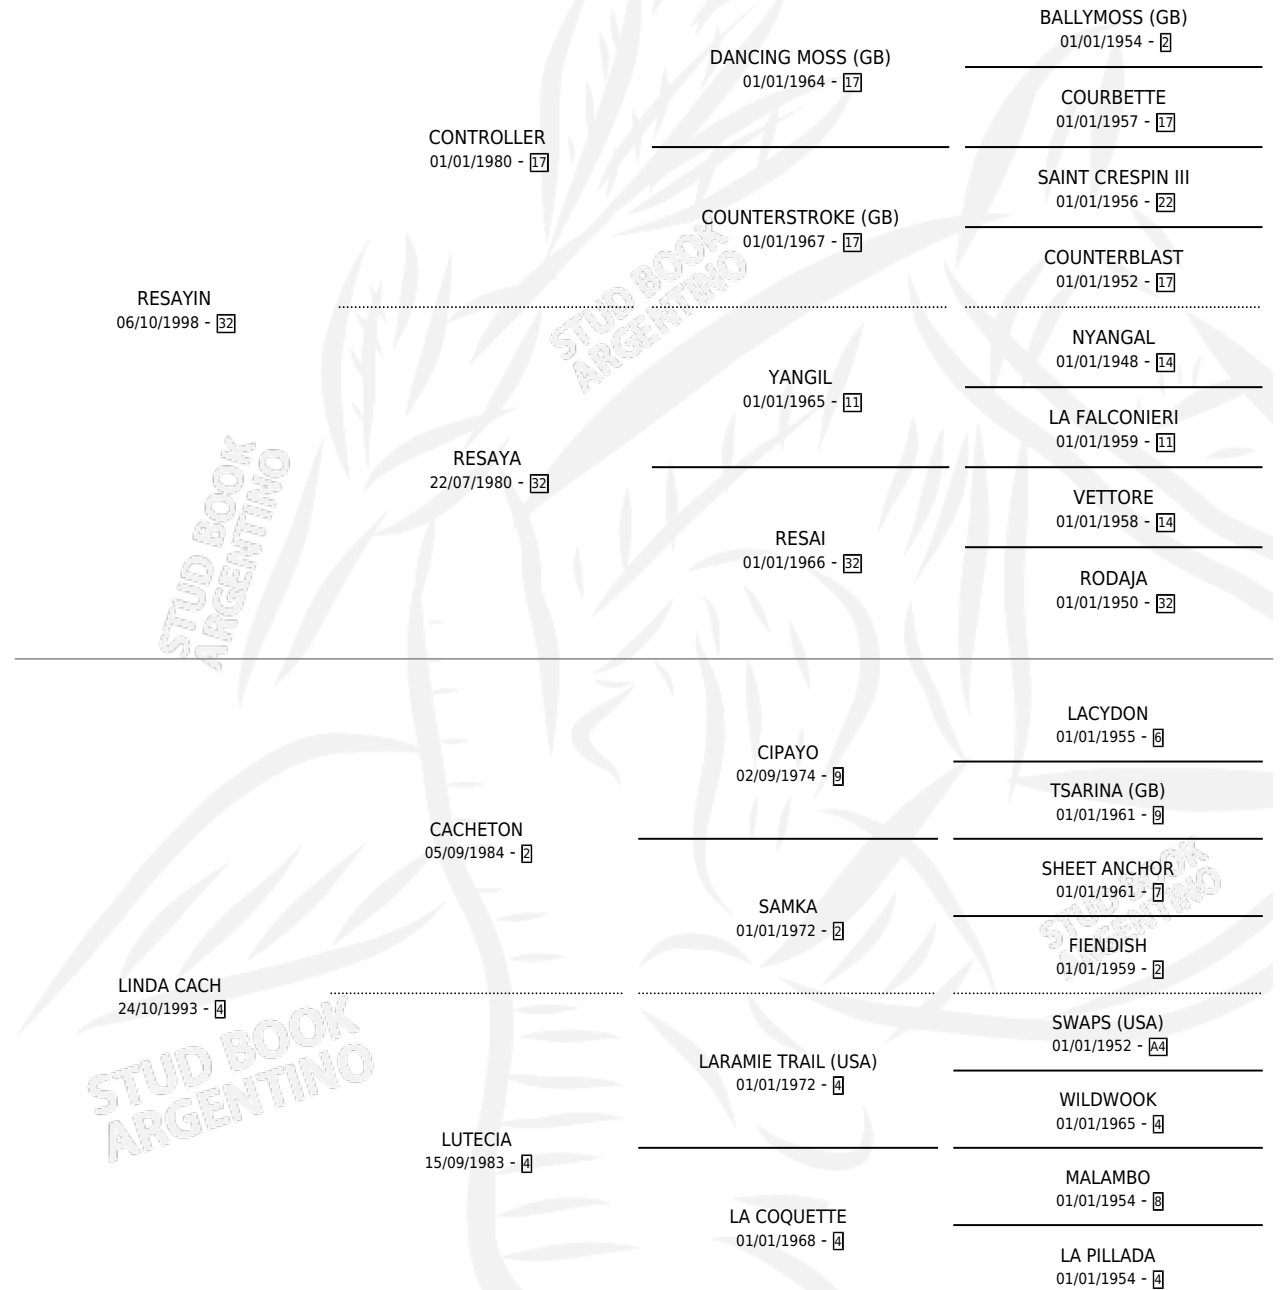 BALLYMOSS (GB)
01/01/1954 - 2
DANCING MOSS (GB)
01/01/1964 - 17
COURBETTE
01/01/1957 - 17
CONTROLLER
01/01/1980 - 17
SAINT CRESPIN III
01/01/1956 - 22
COUNTERSTROKE (GB)
01/01/1967 - 17
COUNTERBLAST
01/01/1952 - 17
RESAYIN
06/10/1998 - 32
NYANGAL
01/01/1948 - 14
YANGIL
01/01/1965 - 11
LA FALCONIERI
01/01/1959 - 11
RESAYA
22/07/1980 - 32
VETTORE
01/01/1958 - 14
RESAI
01/01/1966 - 32
RODAJA
01/01/1950 - 32
STUD BOOK
ARGENTINO
STUD BOOK
ARGENTINO
LACYDON
01/01/1955 - 6
CIPAYO
02/09/1974 - 9
TSARINA (GB)
01/01/1961 - 9
CACHETON
05/09/1984 - 2
SHEET ANCHOR
01/01/1961 - 7
SAMKA
01/01/1972 - 2
FIENDISH
01/01/1959 - 2
STUD BOOK
ARGENTINO
LINDA CACH
24/10/1993 - 4
SWAPS (USA)
01/01/1952 - A4
LARAMIE TRAIL (USA)
01/01/1972 - 4
WILDWOOK
01/01/1965 - 4
STUD BOOK
ARGENTINO
LUTECIA
15/09/1983 - 4
MALAMBO
01/01/1954 - 8
LA COQUETTE
01/01/1968 - 4
LA PILLADA
01/01/1954 - 4